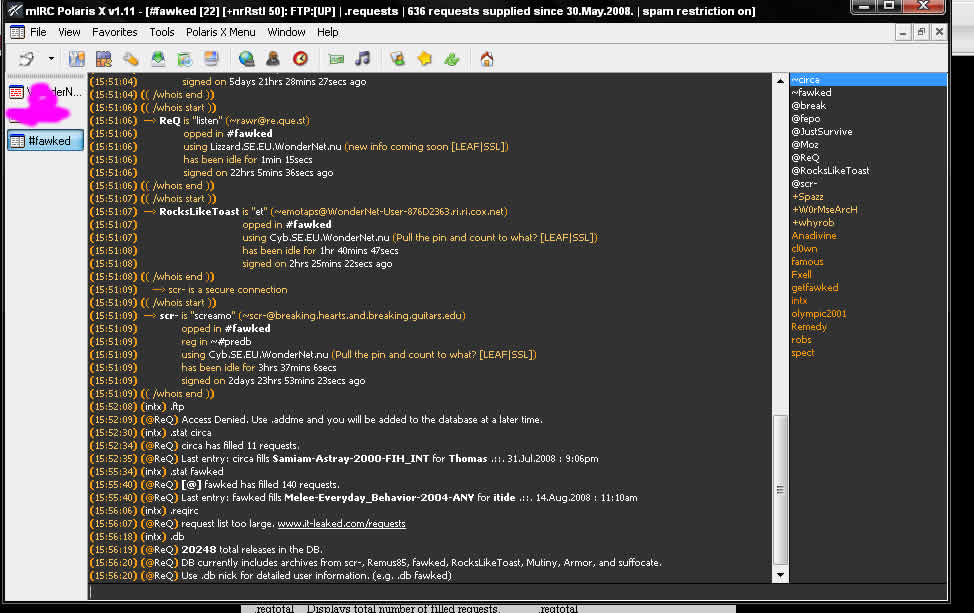 mIRC Polaris X v1.11 - [#fawked [22] [+nrRstl 50]: FTP:[UP] | .requests | 636 requests supplied since 30.May.2008. | spam restriction on]
File View Favorites Tools Polaris X Menu Window Help
#fawked
(15:51:04) signed on 5days 21hr 28mins 27secs ago
(15:51:04) (( /whois end ))
(15:51:06) (( /whois start ))
(15:51:06) --> ReQ is "listen" (~rawr@re.que.st)
(15:51:06) opped in #fawked
(15:51:06) using Lizzard.SE.EU.WonderNet.nu (new info coming soon [LEAF|SSL])
(15:51:06) has been idle for 1min 15secs
(15:51:06) signed on 22hrs 5mins 36secs ago
(15:51:06) (( /whois end ))
(15:51:07) (( /whois start ))
(15:51:07) --> RocksLikeToast is "et" (~emotaps@WonderNet-User-876D2363.ri.ri.cox.net)
(15:51:07) opped in #fawked
(15:51:07) using Cyb.SE.EU.WonderNet.nu (Pull the pin and count to what? [LEAF|SSL])
(15:51:08) has been idle for 1hr 40mins 47secs
(15:51:08) signed on 2hrs 25mins 22secs ago
(15:51:08) (( /whois end ))
(15:51:09) --> scr- is a secure connection
(15:51:09) (( /whois start ))
(15:51:09) --> scr- is "screamo" (~scr-@breaking.hearts.and.breaking.guitars.edu)
(15:51:09) opped in #fawked
(15:51:09) reg in ~#predb
(15:51:09) using Cyb.SE.EU.WonderNet.nu (Pull the pin and count to what? [LEAF|SSL])
(15:51:09) has been idle for 3hrs 37mins 6secs
(15:51:09) signed on 2days 23hrs 53mins 23secs ago
(15:51:09) (( /whois end ))
(15:52:08) (intx) .ftp
(15:52:09) (@ReQ) Access Denied. Use .addme and you will be added to the database at a later time.
(15:52:30) (intx) .stat circa
(15:52:34) (@ReQ) circa has filled 11 requests.
(15:52:35) (@ReQ) Last entry: circa fills Samiam-Astray-2000-FIH_INT for Thomas .::. 31.Jul.2008 : 9:06pm
(15:55:34) (intx) .stat fawked
(15:55:40) (@ReQ) [@] fawked has filled 140 requests.
(15:55:40) (@ReQ) Last entry: fawked fills Melee-Everyday_Behavior-2004-ANY for itide .::. 14.Aug.2008 : 11:10am
(15:56:06) (intx) .reqirc
(15:56:07) (@ReQ) request list too large. www.it-leaked.com/requests
(15:56:18) (intx) .db
(15:56:19) (@ReQ) 20248 total releases in the DB.
(15:56:20) (@ReQ) DB currently includes archives from scr-, Remus85, fawked, RocksLikeToast, Mutiny, Armor, and suffocate.
(15:56:20) (@ReQ) Use .db nick for detailed user information. (e.g. .db fawked)
~circa
~fawked
@break
@fepo
@JustSurvive
@Moz
@ReQ
@RocksLikeToast
@scr-
+Spazz
+W0rMseArcH
+whyrob
Anadivine
cl0wn
famous
Fxell
getfawked
intx
olympic2001
Remedy
robs
spect
.reqtotal Displays total number of filled requests. .reqtotal